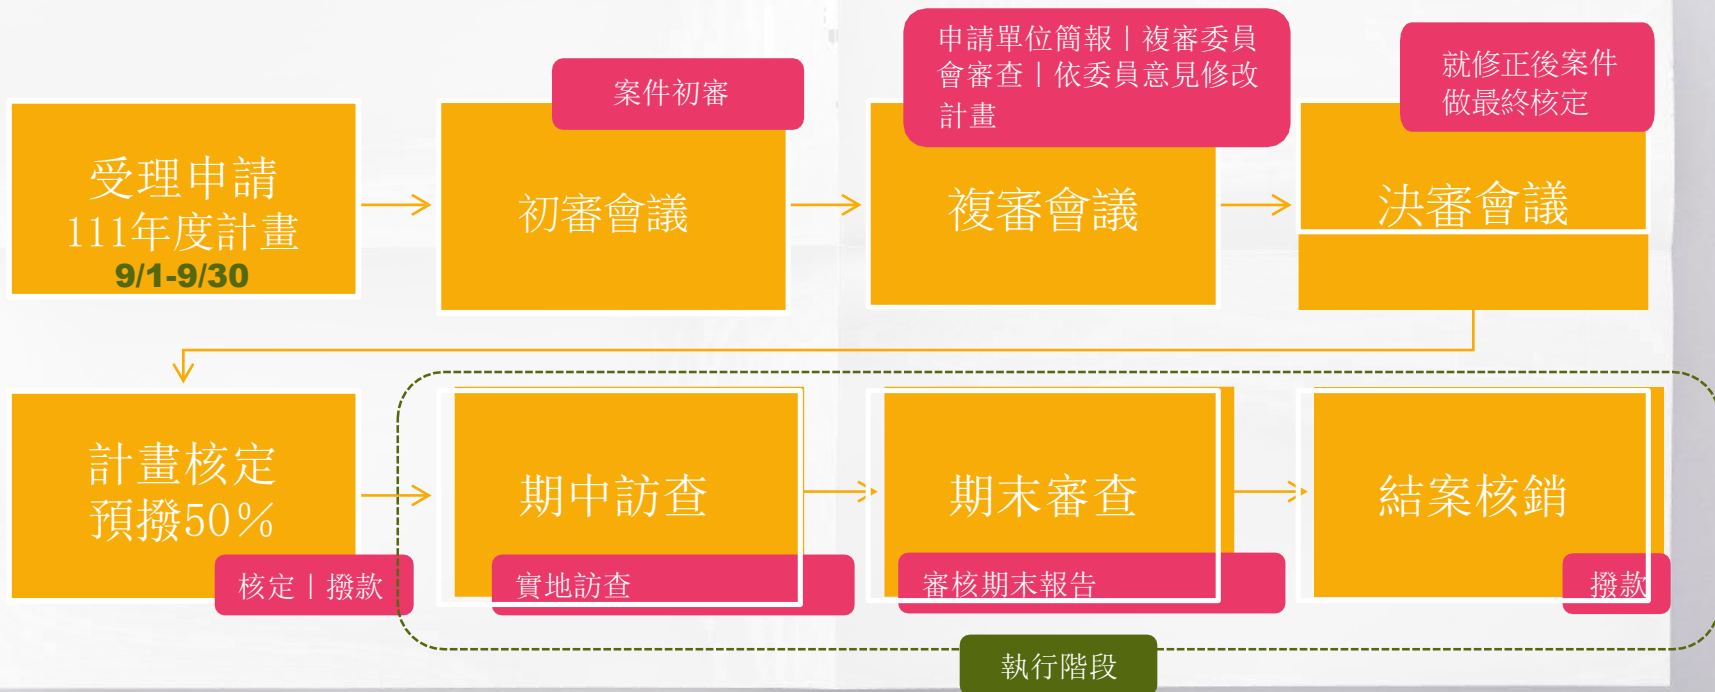 受理申請
111年度計畫
9/1-9/30
案件初審
初審會議
申請單位簡報｜複審委員
會審查｜依委員意見修改
計畫
複審會議
就修正後案件
做最終核定
決審會議
計畫核定
預撥50%
核定｜撥款
期中訪查
實地訪查
期末審查
審核期末報告
結案核銷
撥款
執行階段